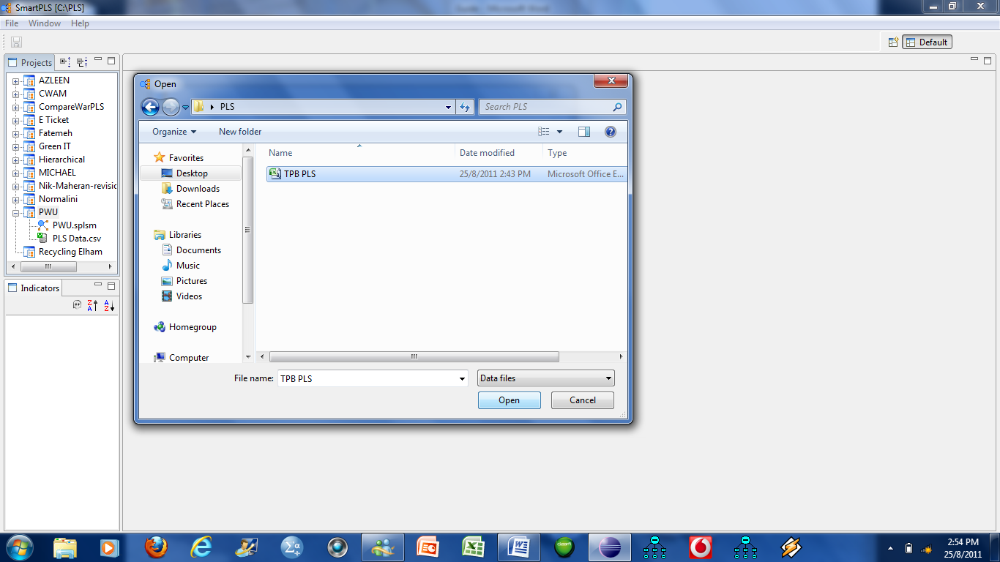 SmartPLS [C:\PLS]
File Window Help
Default
Projects
AZLEEN
CWAM
CompareWarPLS
E Ticket
Fatemeh
Green IT
Hierarchical
MICHAEL
Nik-Maheran-revisic
Normalini
PWU
PWU.splsm
PLS Data.csv
Recycling Elham
Indicators
Open
PLS
Search PLS
Organize New folder
Favorites
Desktop
Downloads
Recent Places
Libraries
Documents
Music
Pictures
Videos
Homegroup
Computer
Name Date modified Type
TPB PLS 25/8/2011 2:43 PM Microsoft Office E...
File name: TPB PLS Data files
Open Cancel
2:54 PM
25/8/2011